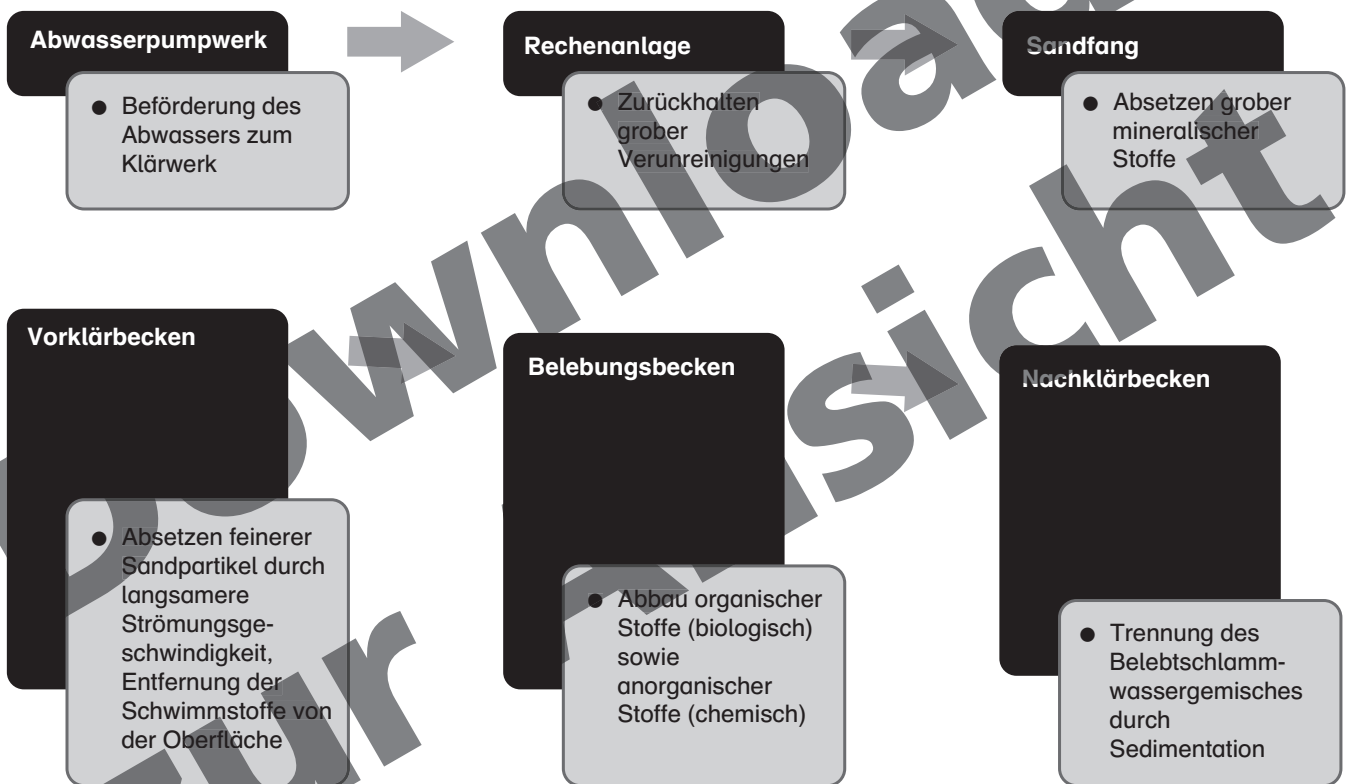 Abwasserpumpwerk
● Beförderung des
Abwassers zum
Klärwerk
Rechenanlage
● Zurückhalten
grober
Verunreinigungen
Sandfang
● Absetzen grober
mineralischer
Stoffe
Vorklärbecken
● Absetzen feinerer
Sandpartikel durch
langsamere
Strömungsge-
schwindigkeit,
Entfernung der
Schwimmstoffe von
der Oberfläche
Belebungsbecken
● Abbau organischer
Stoffe (biologisch)
sowie
anorganischer
Stoffe (chemisch)
Nachklärbecken
● Trennung des
Belebtschlamm-
wassergemisches
durch
Sedimentation
zur Ansicht